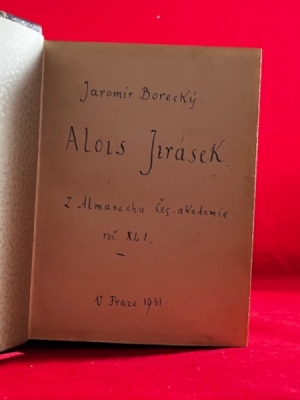 Jaromír Borecký.
Alois Jirásek.
Z Almanachu Čes. akademie
roč. XLI.
V Praze 1931